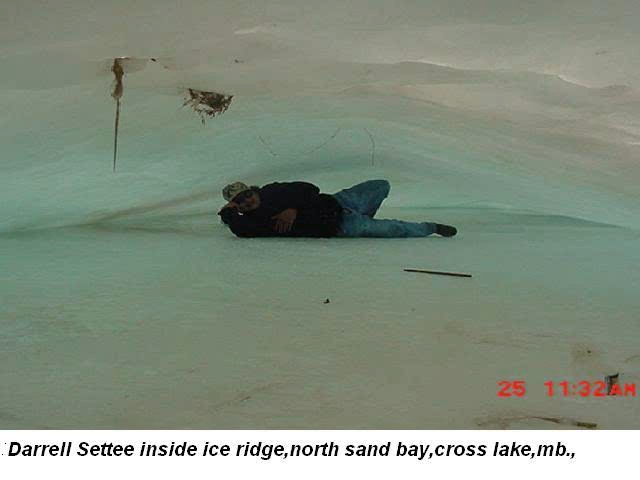 25 11:32AM
Darrell Settee inside ice ridge,north sand bay,cross lake,mb.,